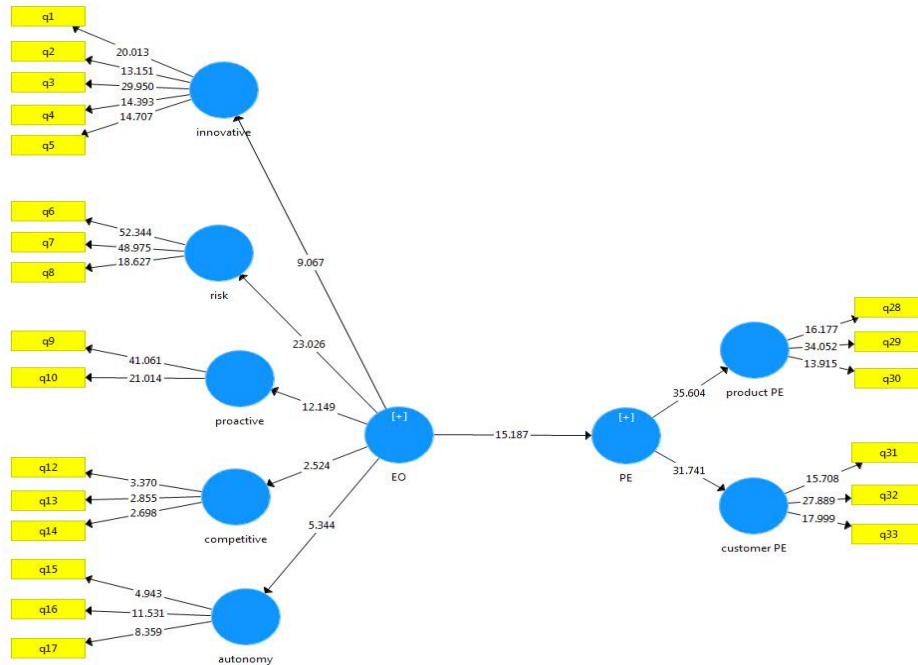 q1
q2
q3
q4
q5
20.013
13.151
29.950
14.393
14.707
innovative
q6
q7
q8
52.344
48.975
18.627
risk
q9
q10
41.061
21.014
proactive
q12
q13
q14
3.370
2.855
2.698
competitive
q15
q16
q17
4.943
11.531
8.359
autonomy
9.067
23.026
12.149
2.524
5.344
[+]
EO
15.187
[+]
PE
35.604
31.741
product PE
16.177
34.052
13.915
q28
q29
q30
customer PE
15.708
27.889
17.999
q31
q32
q33